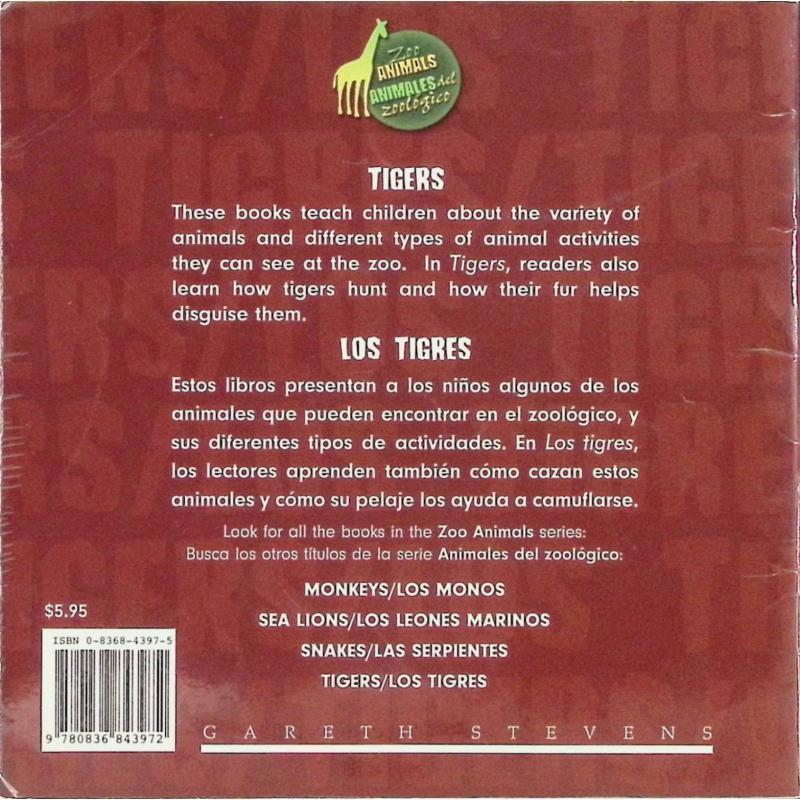 Zoo
ANIMALS
ANIMALES del
zoológico
TIGERS
These books teach children about the variety of
animals and different types of animal activities
they can see at the zoo. In Tigers, readers also
learn how tigers hunt and how their fur helps
disguise them.
LOS TIGRES
Estos libros presentan a los niños algunos de los
animales que pueden encontrar en el zoológico, y
sus diferentes tipos de actividades. En Los tigres,
los lectores aprenden también cómo cazan estos
animales y cómo su pelaje los ayuda a camuflarse.
Look for all the books in the Zoo Animals series:
Busca los otros títulos de la serie Animales del zoológico:
MONKEYS/LOS MONOS
SEA LIONS/LOS LEONES MARINOS
SNAKES/LAS SERPIENTES
TIGERS/LOS TIGRES
$5.95
ISBN 0-8368-4397-5
9 780836 843972
GARETH STEVENS